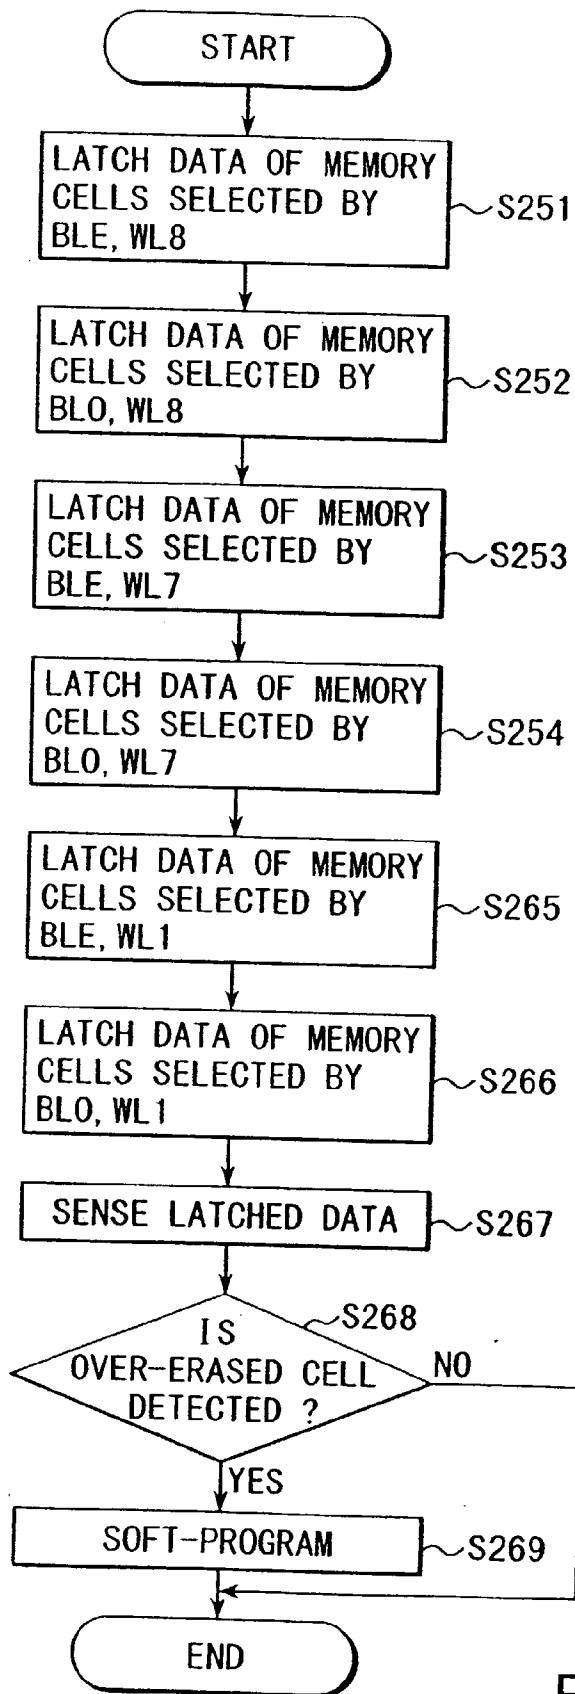 START
LATCH DATA OF MEMORY
CELLS SELECTED BY
BLE, WL8
S251
LATCH DATA OF MEMORY
CELLS SELECTED BY
BLO, WL8
S252
LATCH DATA OF MEMORY
CELLS SELECTED BY
BLE, WL7
S253
LATCH DATA OF MEMORY
CELLS SELECTED BY
BLO, WL7
S254
LATCH DATA OF MEMORY
CELLS SELECTED BY
BLE, WL1
S265
LATCH DATA OF MEMORY
CELLS SELECTED BY
BLO, WL1
S266
SENSE LATCHED DATA
S267
S268
IS
OVER-ERASED CELL
DETECTED ?
NO
YES
SOFT-PROGRAM
S269
END